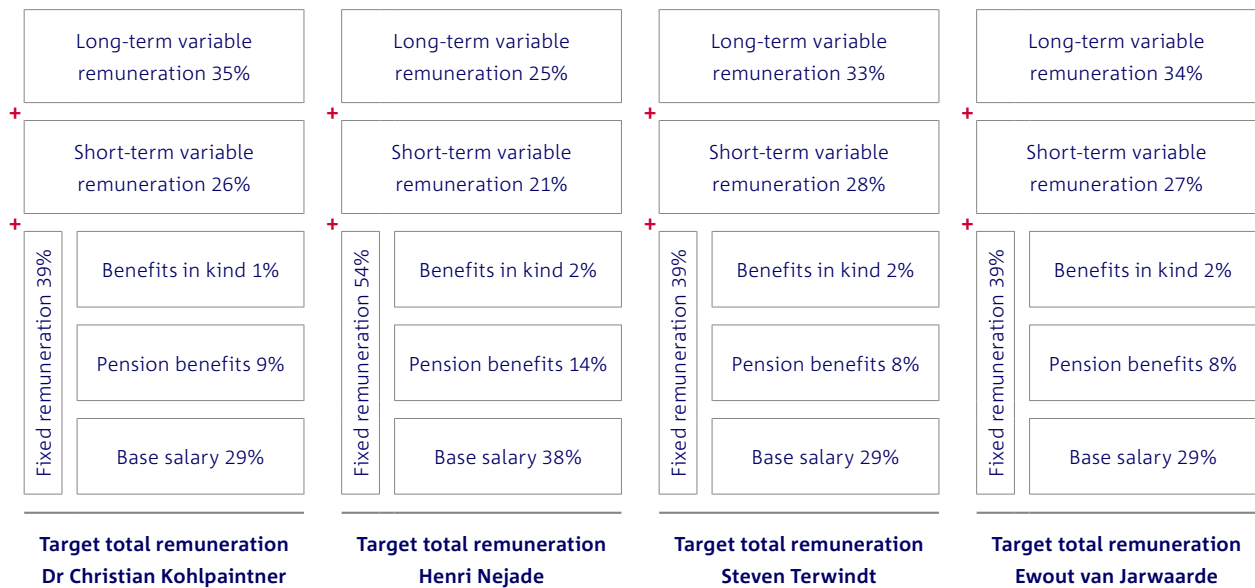 Long-term variable
remuneration 35%
+
Short-term variable
remuneration 26%
+
Fixed remuneration 39%
Benefits in kind 1%
Pension benefits 9%
Base salary 29%
Target total remuneration
Dr Christian Kohlpaintner
Long-term variable
remuneration 25%
+
Short-term variable
remuneration 21%
+
Fixed remuneration 54%
Benefits in kind 2%
Pension benefits 14%
Base salary 38%
Target total remuneration
Henri Nejade
Long-term variable
remuneration 33%
+
Short-term variable
remuneration 28%
+
Fixed remuneration 39%
Benefits in kind 2%
Pension benefits 8%
Base salary 29%
Target total remuneration
Steven Terwindt
Long-term variable
remuneration 34%
+
Short-term variable
remuneration 27%
+
Fixed remuneration 39%
Benefits in kind 2%
Pension benefits 8%
Base salary 29%
Target total remuneration
Ewout van Jarwaarde